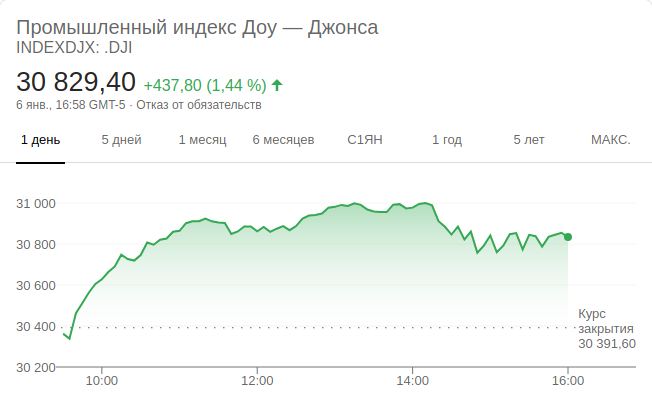 Промышленный индекс Доу — Джонса
INDEXDJX: .DJI
30 829,40 +437,80 (1,44 %)
6 янв., 16:58 GMT-5 · Отказ от обязательств
1 день 5 дней 1 месяц 6 месяцев С1ЯН 1 год 5 лет МАКС.
31 000
30 800
30 600
30 400
30 200
Курс
закрытия
30 391,60
10:00 12:00 14:00 16:00